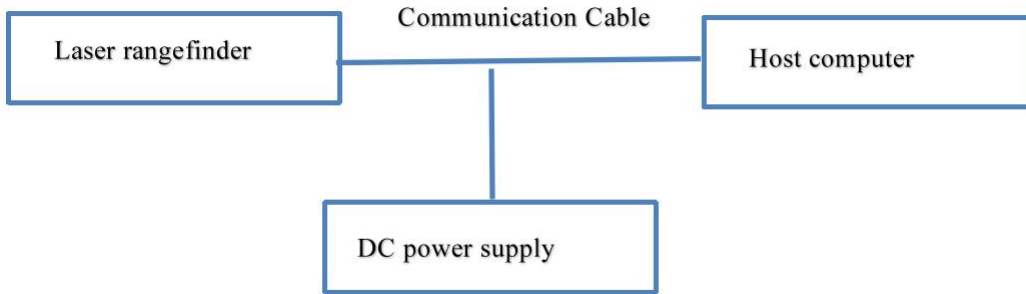 Communication Cable
Laser rangefinder
Host computer
DC power supply